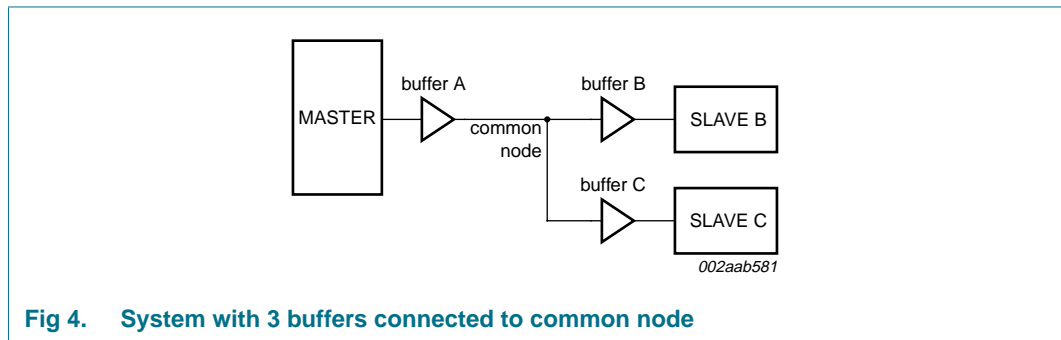 buffer A
buffer B
MASTER
SLAVE B
common
node
buffer C
SLAVE C
002aab581
Fig 4. System with 3 buffers connected to common node